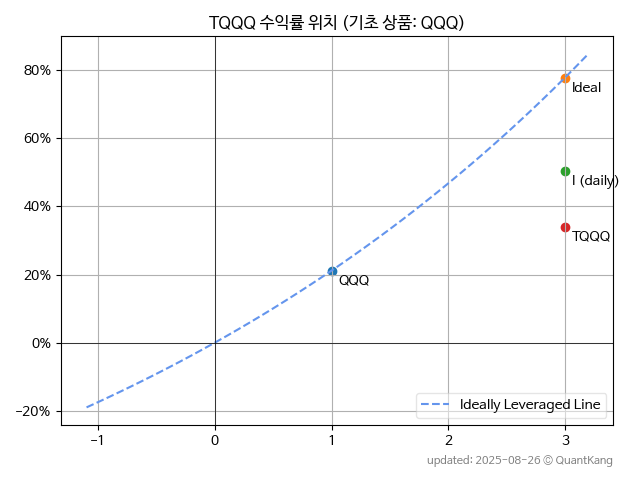 TQQQ 수익률 위치 (기초 상품: QQQ)
80%
60%
40%
20%
0%
−20%
Ideal
I (daily)
TQQQ
QQQ
Ideally Leveraged Line
−1
0
1
2
3
updated: 2025-08-26 © QuantKang